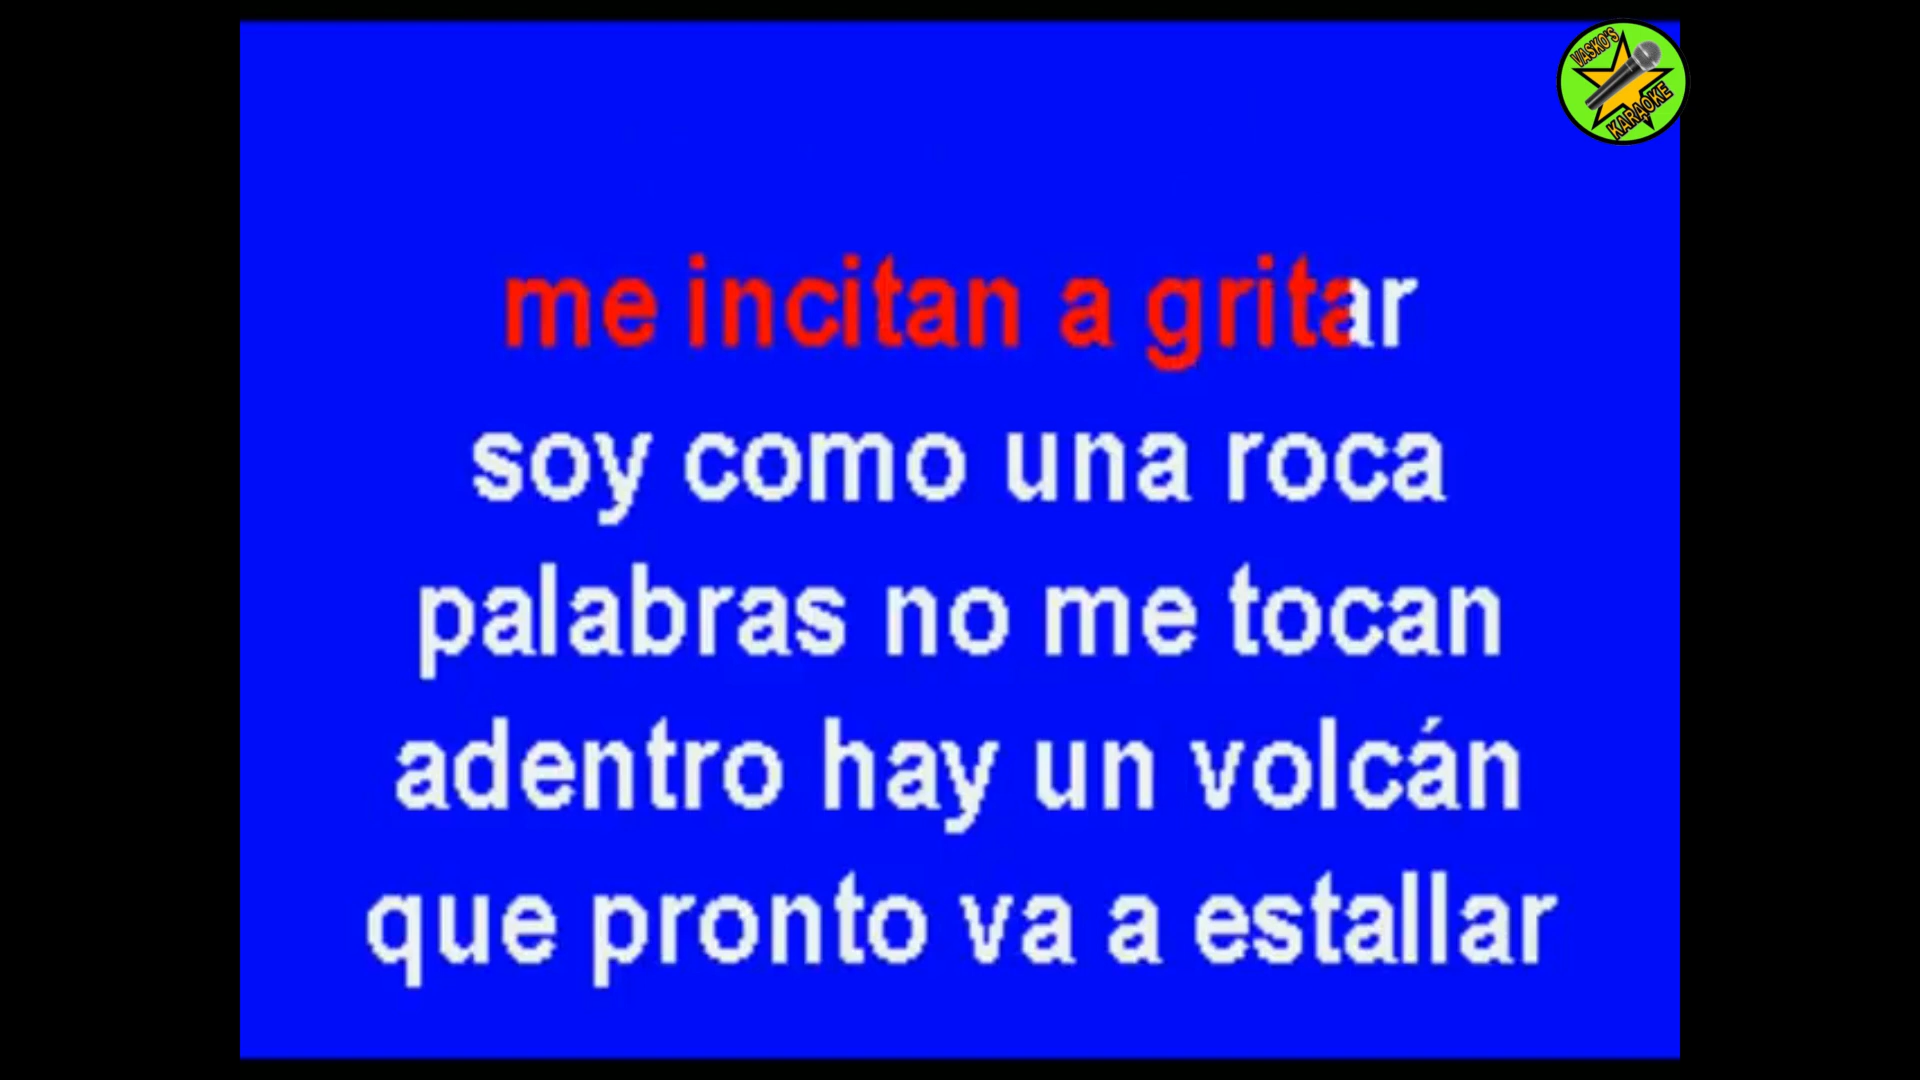 VASKO'S
KARAOKE
me incitan a gritar
soy como una roca
palabras no me tocan
adentro hay un volcán
que pronto va a estallar